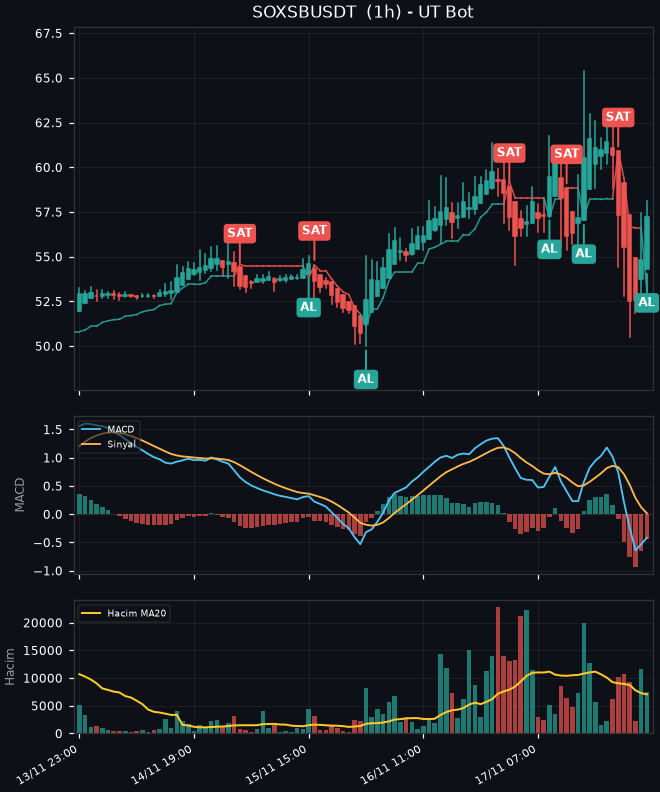 SOXSBUSDT  (1h) - UT Bot
67.5
65.0
62.5
60.0
57.5
55.0
52.5
50.0
SAT
SAT
SAT
SAT
SAT
AL
AL
AL
AL
AL
MACD
1.5
1.0
0.5
0.0
−0.5
−1.0
MACD
Sinyal
Hacim
20000
15000
10000
5000
0
Hacim MA20
13/11 23:00
14/11 19:00
15/11 15:00
16/11 11:00
17/11 07:00